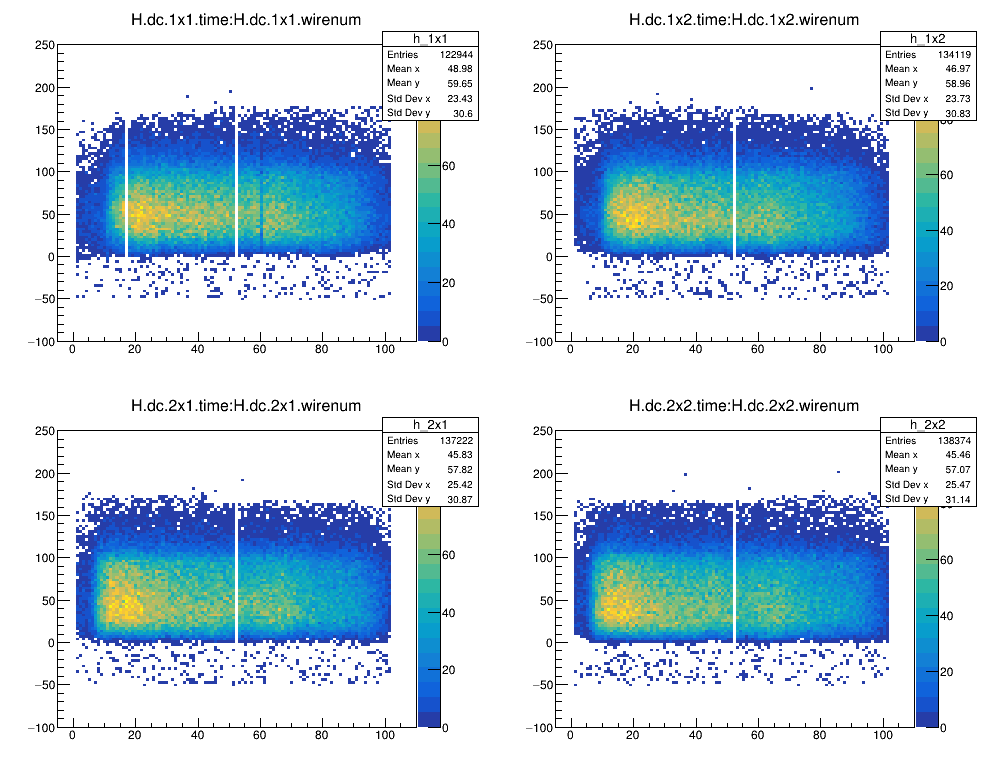 H.dc.1x1.time:H.dc.1x1.wirenum
h_1x1
Entries 122944
Mean x 48.98
Mean y 59.65
Std Dev x 23.43
Std Dev y 30.6
250
200
150
100
50
0
−50
−100
0 20 40 60 80 100
60
40
20
0
H.dc.1x2.time:H.dc.1x2.wirenum
h_1x2
Entries 134119
Mean x 46.97
Mean y 58.96
Std Dev x 23.73
Std Dev y 30.83
250
200
150
100
50
0
−50
−100
0 20 40 60 80 100
60
40
20
0
H.dc.2x1.time:H.dc.2x1.wirenum
h_2x1
Entries 137222
Mean x 45.83
Mean y 57.82
Std Dev x 25.42
Std Dev y 30.87
250
200
150
100
50
0
−50
−100
0 20 40 60 80 100
60
40
20
0
H.dc.2x2.time:H.dc.2x2.wirenum
h_2x2
Entries 138374
Mean x 45.46
Mean y 57.07
Std Dev x 25.47
Std Dev y 31.14
250
200
150
100
50
0
−50
−100
0 20 40 60 80 100
60
40
20
0